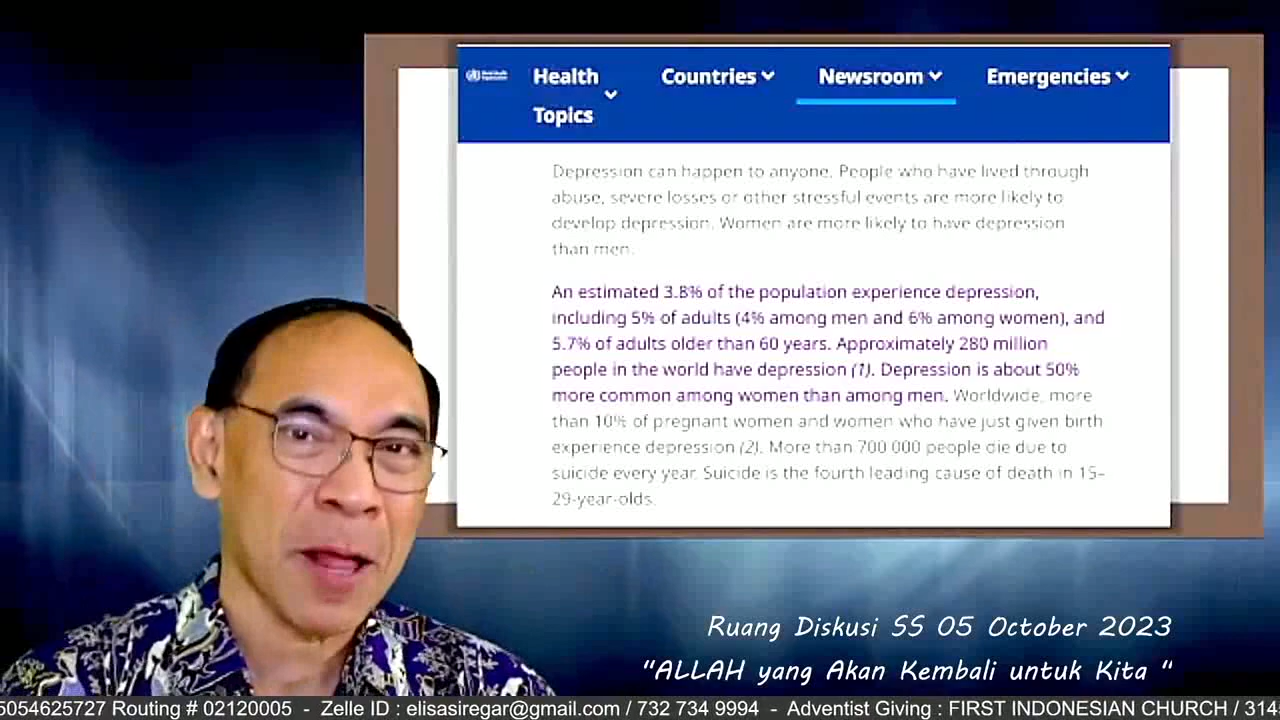 Health
Topics
Countries
Newsroom
Emergencies
Depression can happen to anyone. People who have lived through
abuse, severe losses or other stressful events are more likely to
develop depression. Women are more likely to have depression
than men.
An estimated 3.8% of the population experience depression,
including 5% of adults (4% among men and 6% among women), and
5.7% of adults older than 60 years. Approximately 280 million
people in the world have depression (1). Depression is about 50%
more common among women than among men. Worldwide, more
than 10% of pregnant women and women who have just given birth
experience depression (2). More than 700 000 people die due to
suicide every year. Suicide is the fourth leading cause of death in 15–
29-year-olds.
Ruang Diskusi SS 05 October 2023
"ALLAH yang Akan Kembali untuk Kita "
5054625727 Routing # 02120005 - Zelle ID : elisasiregar@gmail.com / 732 734 9994 - Adventist Giving : FIRST INDONESIAN CHURCH / 314